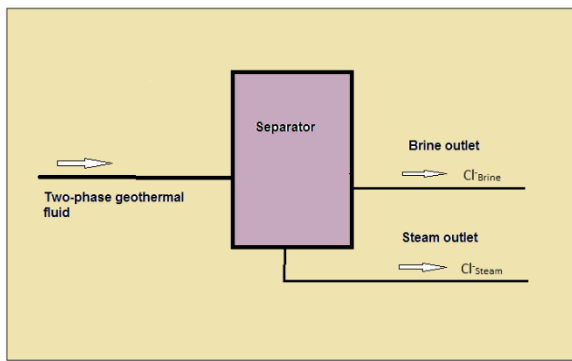 Separator
Brine outlet
Cl⁻Brine
Two-phase geothermal
fluid
Steam outlet
Cl⁻Steam